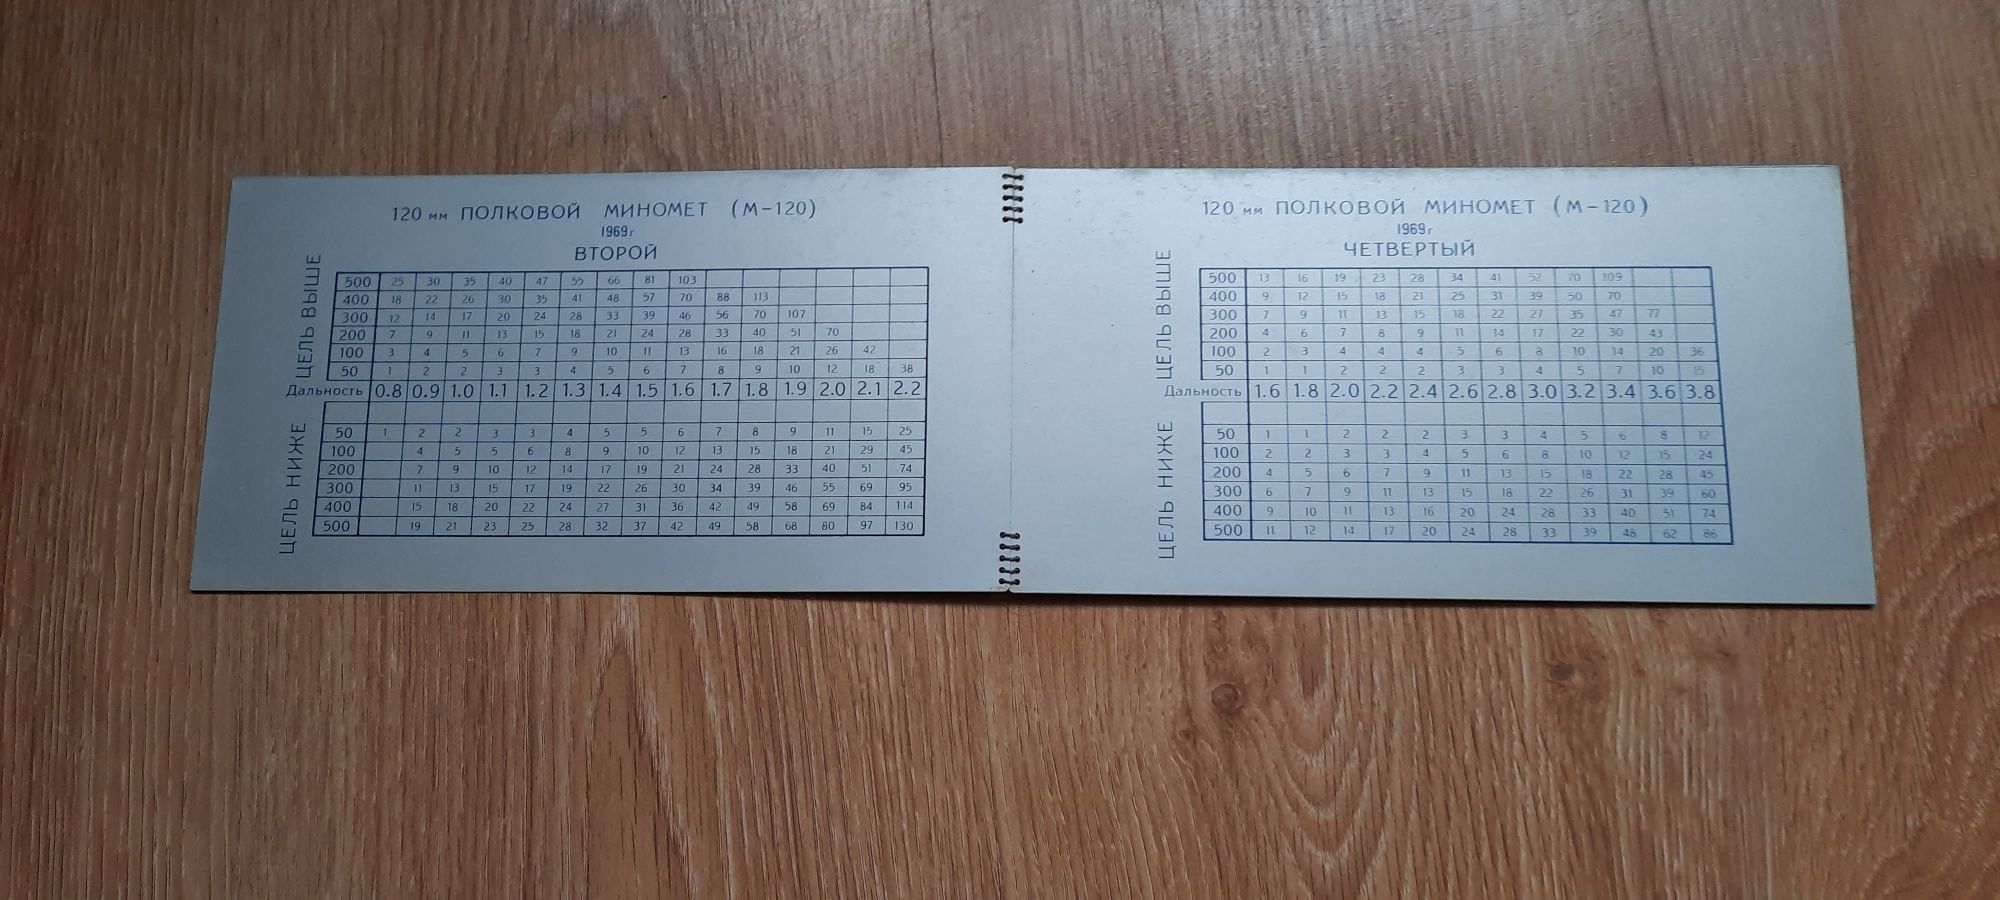 120 мм ПОЛКОВОЙ МИНОМЕТ (М-120)
1969г
ВТОРОЙ
ЦЕЛЬ ВЫШЕ
500 25 30 35 40 47 55 66 81 103
400 18 22 26 30 35 41 48 57 70 88 113
300 12 14 17 20 24 28 33 39 46 56 70 107
200 7 9 11 13 15 18 21 24 28 33 40 51 70
100 3 4 5 6 7 9 10 11 13 16 18 21 26 42
50 1 2 2 3 3 4 5 6 7 8 9 10 12 18 38
Дальность 0.8 0.9 1.0 1.1 1.2 1.3 1.4 1.5 1.6 1.7 1.8 1.9 2.0 2.1 2.2
ЦЕЛЬ НИЖЕ
50 1 2 2 3 3 4 5 5 6 7 8 9 11 15 25
100 4 5 5 6 8 9 10 12 13 15 18 21 29 45
200 7 9 10 12 14 17 19 21 24 28 33 40 51 74
300 11 13 15 17 19 22 26 30 34 39 46 55 69 95
400 15 18 20 22 24 27 31 36 42 49 58 69 84 114
500 19 21 23 25 28 32 37 42 49 58 68 80 97 130
120 мм ПОЛКОВОЙ МИНОМЕТ (М-120)
1969г
ЧЕТВЕРТЫЙ
ЦЕЛЬ ВЫШЕ
500 13 16 19 23 28 34 41 52 70 109
400 9 12 15 18 21 25 31 39 50 70
300 7 9 11 13 15 18 22 27 35 47 77
200 4 6 7 8 9 11 14 17 22 30 43
100 2 3 4 4 4 5 6 8 10 14 20 36
50 1 1 2 2 2 3 3 4 5 7 10 15
Дальность 1.6 1.8 2.0 2.2 2.4 2.6 2.8 3.0 3.2 3.4 3.6 3.8
ЦЕЛЬ НИЖЕ
50 1 1 2 2 2 3 3 4 5 6 8 12
100 2 2 3 3 4 5 6 8 10 12 15 24
200 4 5 6 7 9 11 13 15 18 22 28 45
300 6 7 9 11 13 15 18 22 26 31 39 60
400 9 10 11 13 16 20 24 28 33 40 51 74
500 11 12 14 17 20 24 28 33 39 48 62 86